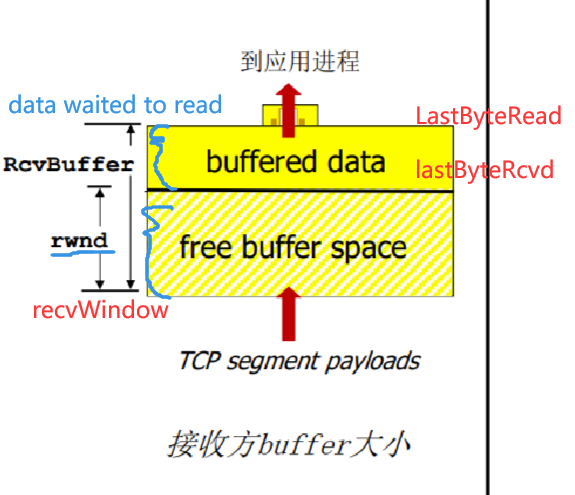 到应用进程
data waited to read
LastByteRead
RcvBuffer
buffered data
lastByteRcvd
rwnd
free buffer space
recvWindow
TCP segment payloads
接收方buffer大小